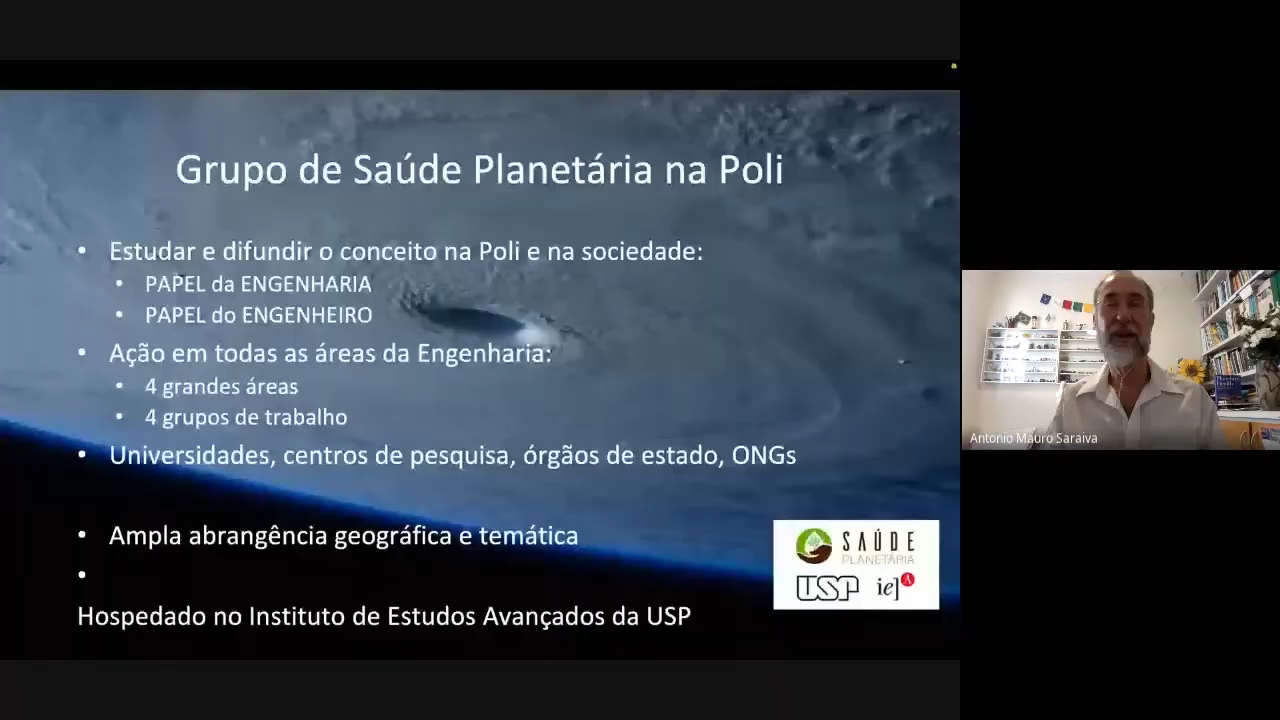 Grupo de Saúde Planetária na Poli
• Estudar e difundir o conceito na Poli e na sociedade:
• PAPEL da ENGENHARIA
• PAPEL do ENGENHEIRO
• Ação em todas as áreas da Engenharia:
• 4 grandes áreas
• 4 grupos de trabalho
• Universidades, centros de pesquisa, órgãos de estado, ONGs
• Ampla abrangência geográfica e temática
•
Hospedado no Instituto de Estudos Avançados da USP
SAÚDE
PLANETÁRIA
USP iea
Antonio Mauro Saraiva